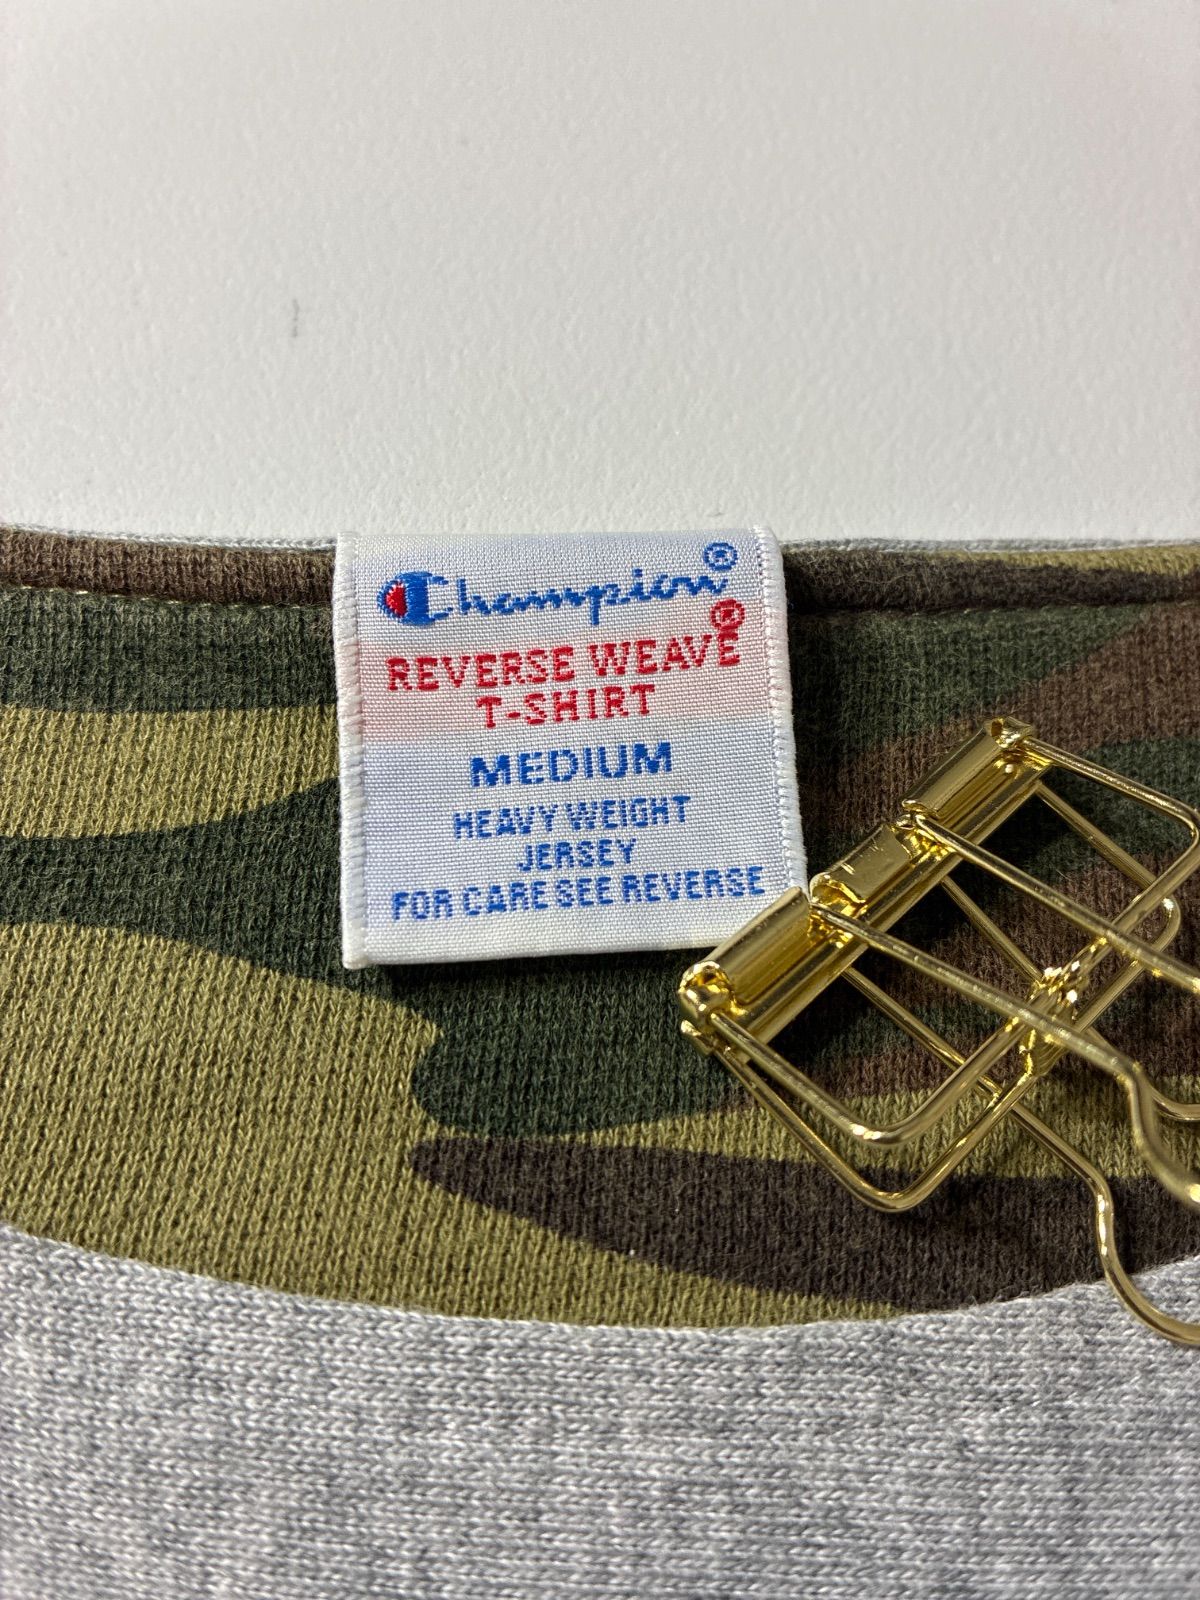 Champion®
REVERSE WEAVE®
T-SHIRT
MEDIUM
HEAVY WEIGHT
JERSEY
FOR CARE SEE REVERSE